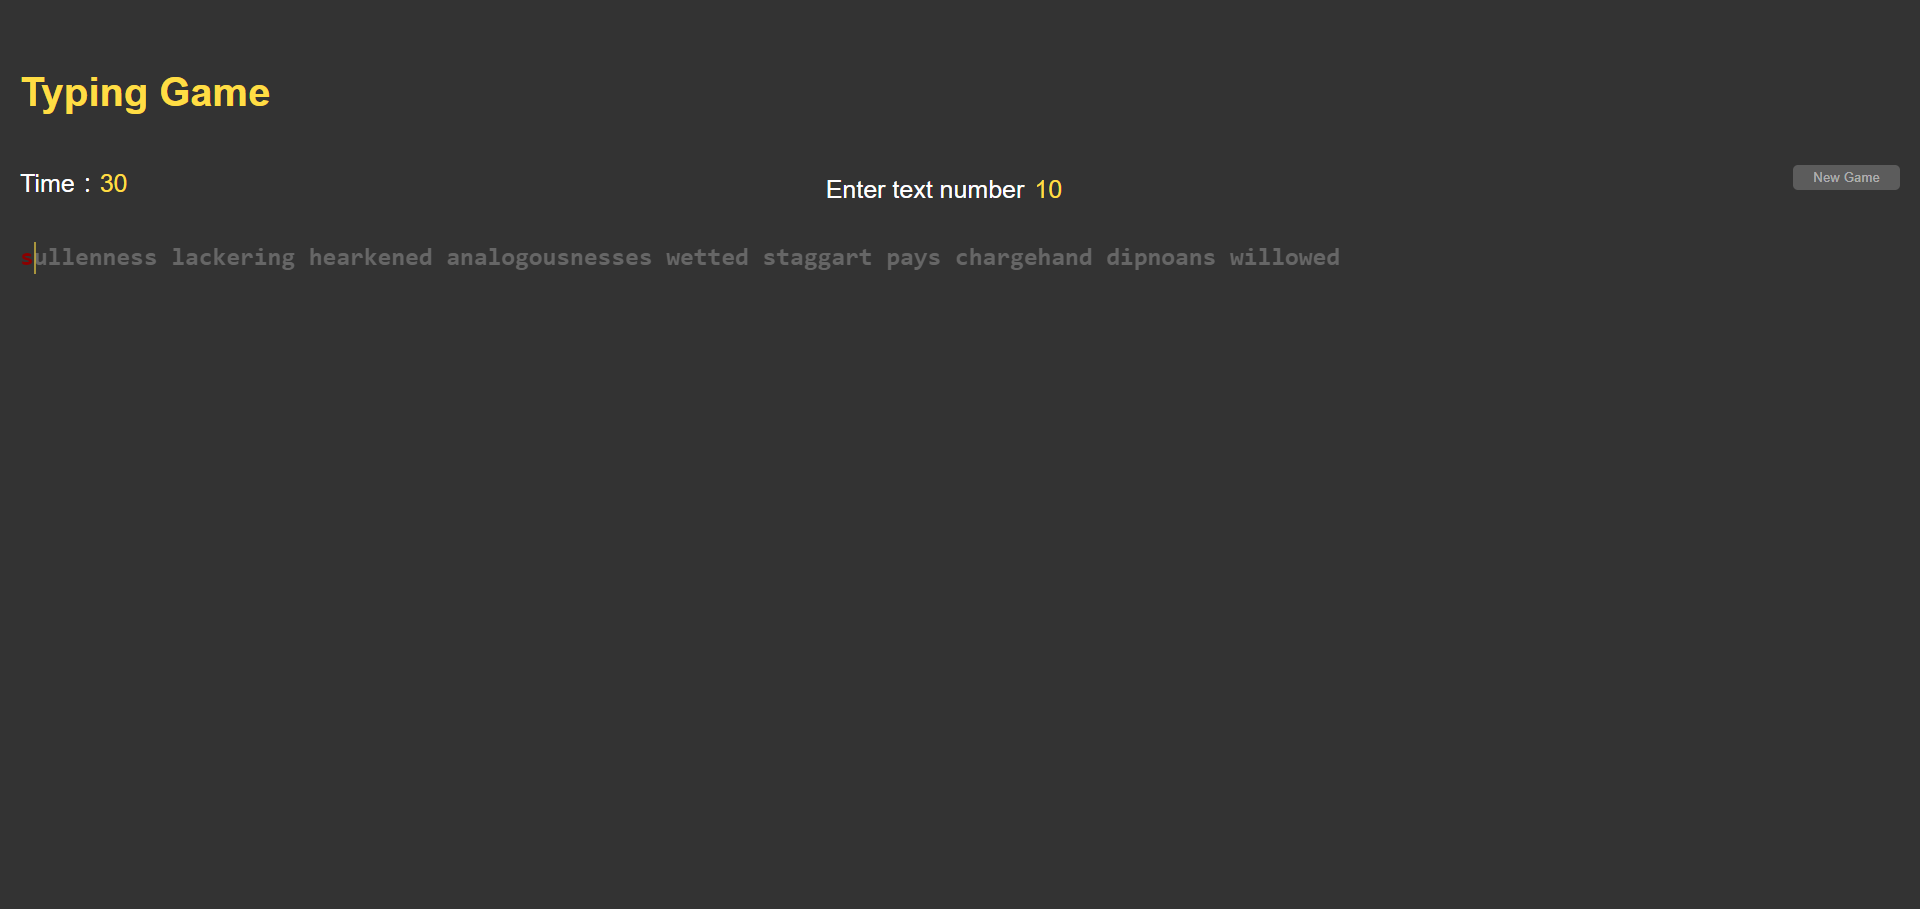 Typing Game
Time : 30
Enter text number 10
New Game
sullenness lackering hearkened analogousnesses wetted staggart pays chargehand dipnoans willowed